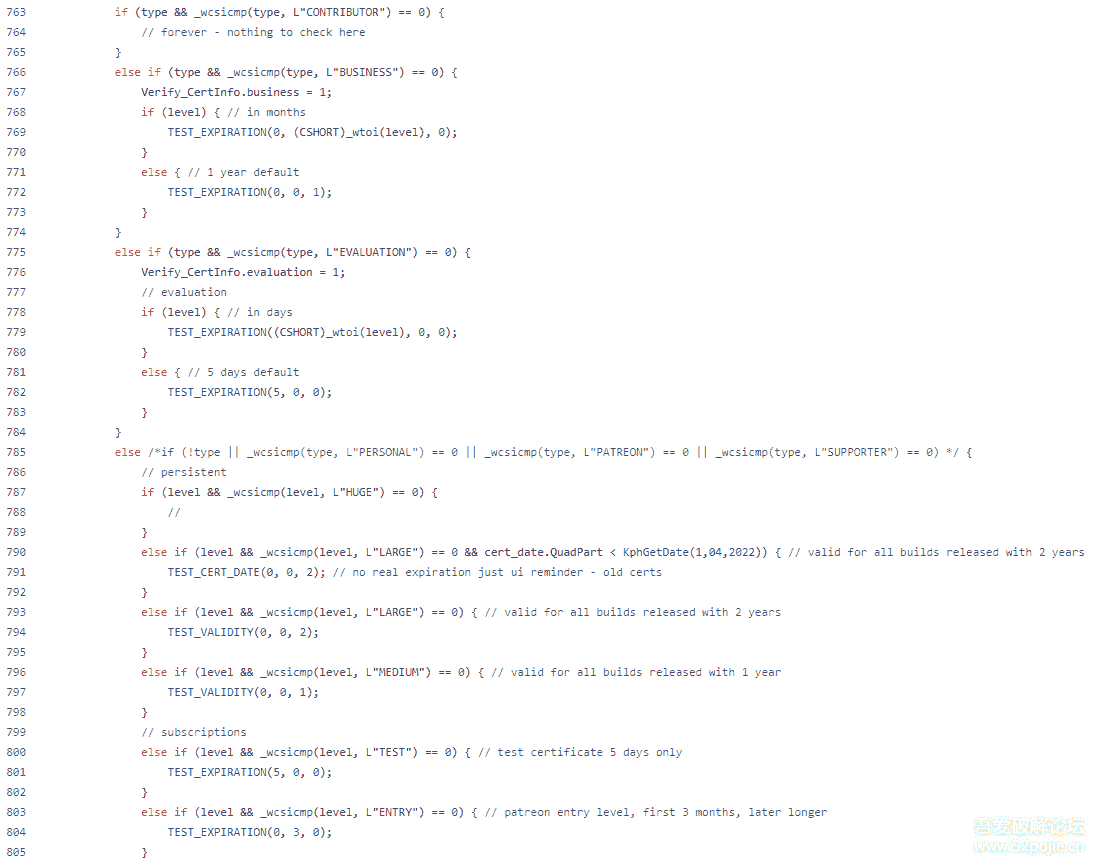 763 if (type && _wcsicmp(type, L"CONTRIBUTOR") == 0) {
764 // forever - nothing to check here
765 }
766 else if (type && _wcsicmp(type, L"BUSINESS") == 0) {
767 Verify_CertInfo.business = 1;
768 if (level) { // in months
769 TEST_EXPIRATION(0, (CSHORT)_wtoi(level), 0);
770 }
771 else { // 1 year default
772 TEST_EXPIRATION(0, 0, 1);
773 }
774 }
775 else if (type && _wcsicmp(type, L"EVALUATION") == 0) {
776 Verify_CertInfo.evaluation = 1;
777 // evaluation
778 if (level) { // in days
779 TEST_EXPIRATION((CSHORT)_wtoi(level), 0, 0);
780 }
781 else { // 5 days default
782 TEST_EXPIRATION(5, 0, 0);
783 }
784 }
785 else /*if (!type || _wcsicmp(type, L"PERSONAL") == 0 || _wcsicmp(type, L"PATREON") == 0 || _wcsicmp(type, L"SUPPORTER") == 0) */ {
786 // persistent
787 if (level && _wcsicmp(level, L"HUGE") == 0) {
788 //
789 }
790 else if (level && _wcsicmp(level, L"LARGE") == 0 && cert_date.QuadPart < KphGetDate(1,04,2022)) { // valid for all builds released with 2 years
791 TEST_CERT_DATE(0, 0, 2); // no real expiration just ui reminder - old certs
792 }
793 else if (level && _wcsicmp(level, L"LARGE") == 0) { // valid for all builds released with 2 years
794 TEST_VALIDITY(0, 0, 2);
795 }
796 else if (level && _wcsicmp(level, L"MEDIUM") == 0) { // valid for all builds released with 1 year
797 TEST_VALIDITY(0, 0, 1);
798 }
799 // subscriptions
800 else if (level && _wcsicmp(level, L"TEST") == 0) { // test certificate 5 days only
801 TEST_EXPIRATION(5, 0, 0);
802 }
803 else if (level && _wcsicmp(level, L"ENTRY") == 0) { // patreon entry level, first 3 months, later longer
804 TEST_EXPIRATION(0, 3, 0);
805 }
吾爱破解论坛
www.52pojie.cn